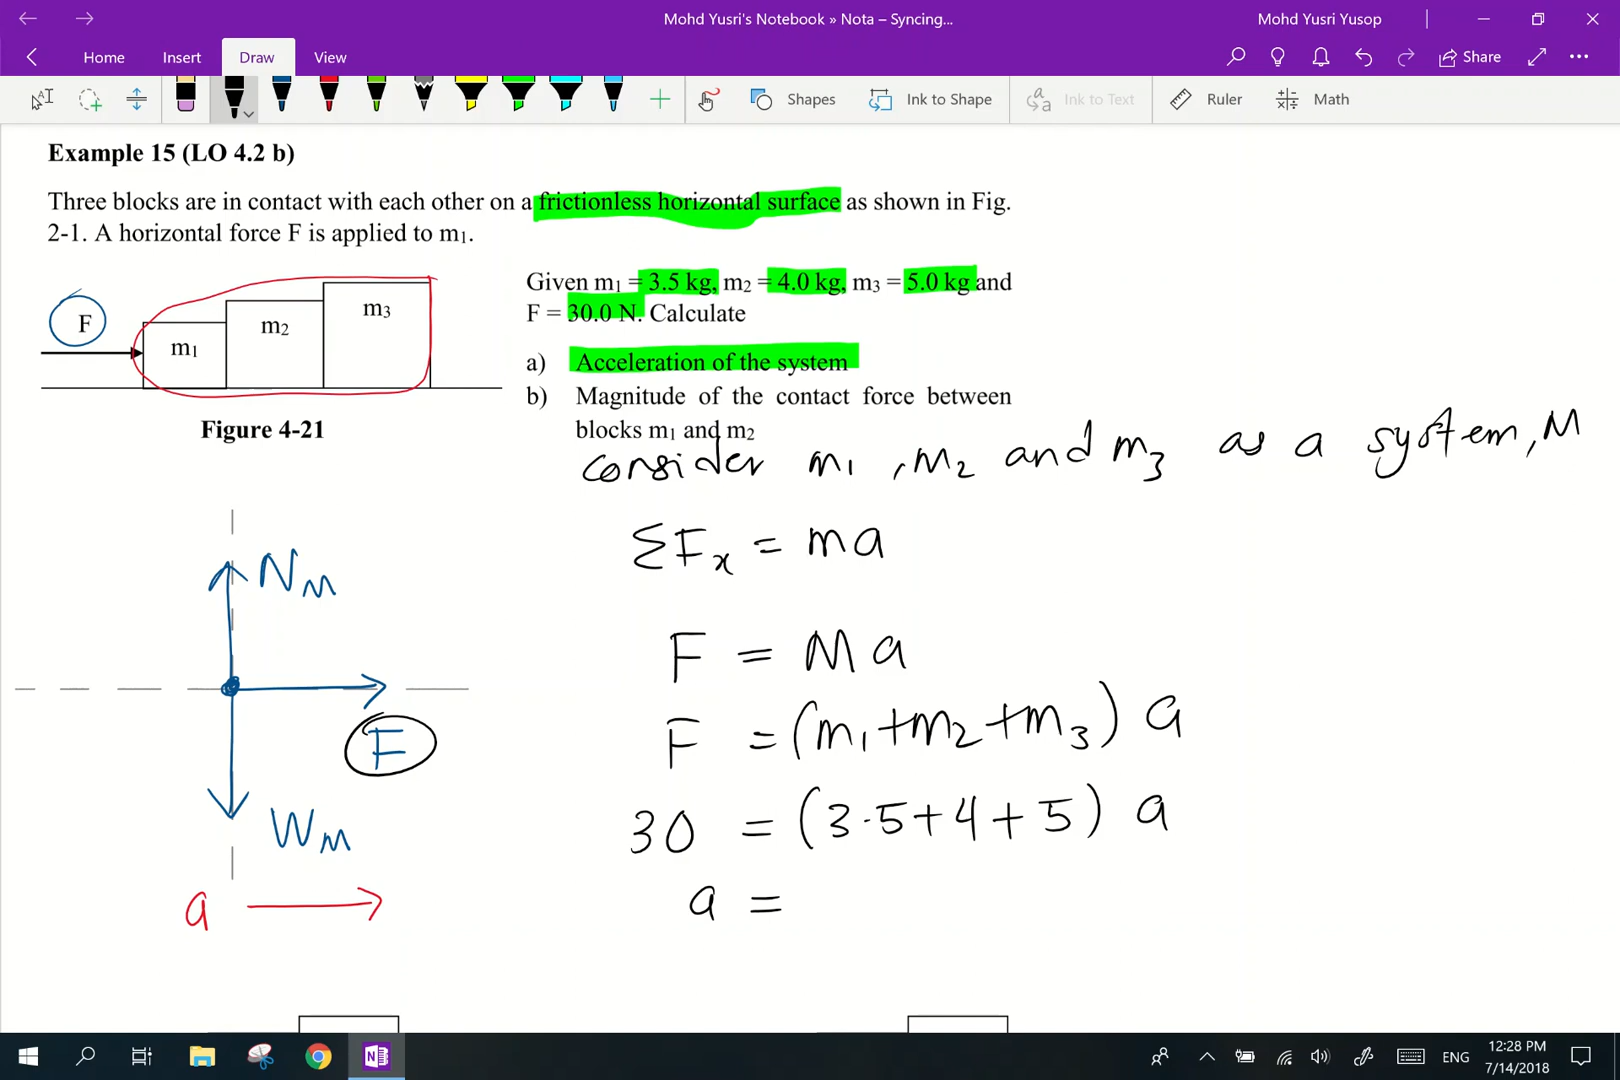 Mohd Yusri's Notebook » Nota – Syncing...
Mohd Yusri Yusop
Home Insert Draw View
Share
Shapes
Ink to Shape
Ink to Text
Ruler
Math
Example 15 (LO 4.2 b)
Three blocks are in contact with each other on a frictionless horizontal surface as shown in Fig.
2-1. A horizontal force F is applied to m₁.
F
m₁
m₂
m₃
Figure 4-21
Given m₁ = 3.5 kg, m₂ = 4.0 kg, m₃ = 5.0 kg and
F = 30.0 N. Calculate
a) Acceleration of the system
b) Magnitude of the contact force between
blocks m₁ and m₂
consider m₁, m₂ and m₃ as a system, M
ΣFₓ = ma
F = Ma
F = (m₁+m₂+m₃) a
30 = (3.5+4+5) a
a =
N_M
F
W_M
a
ENG
12:28 PM
7/14/2018